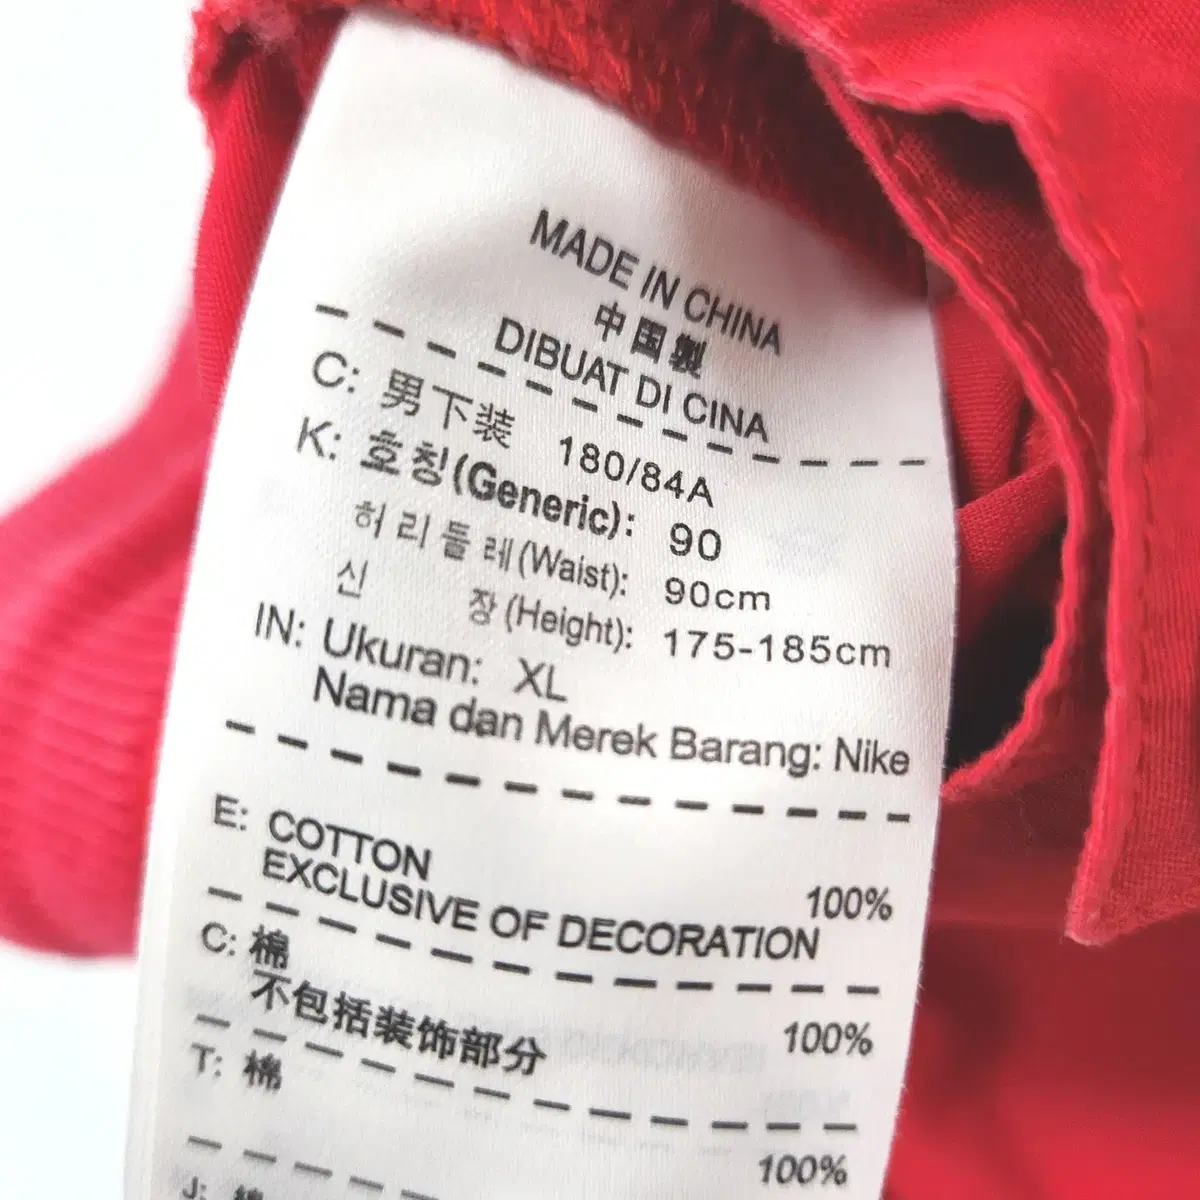 MADE IN CHINA
中国製
DIBUAT DI CINA
C: 男下装 180/84A
K: 호칭(Generic): 90
허리둘레(Waist): 90cm
신 장(Height): 175-185cm
IN: Ukuran: XL
Nama dan Merek Barang: Nike
E: COTTON 100%
EXCLUSIVE OF DECORATION
C: 棉 100%
不包括装饰部分
T: 棉 100%
J: 綿